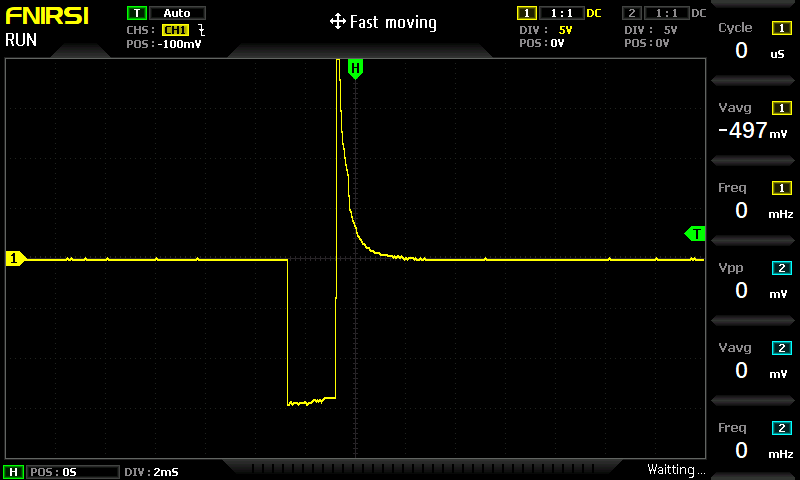 FNIRSI
RUN
T Auto
CHS: CH1
POS: -100mV
Fast moving
1 1:1 DC
DIV: 5V
POS: 0V
2 1:1 DC
DIV: 5V
POS: 0V
H
1
T
Cycle 1
0 uS
Vavg 1
-497 mV
Freq 1
0 mHz
Vpp 2
0 mV
Vavg 2
0 mV
Freq 2
0 mHz
H POS: 0S DIV: 2mS
Waitting...